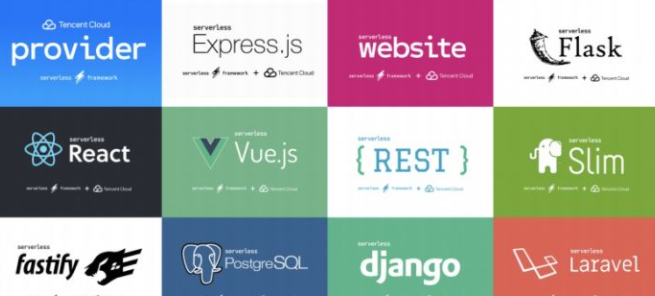 Tencent Cloud
provider
serverless framework
serverless
Express.js
serverless framework + Tencent Cloud
serverless
website
serverless framework + Tencent Cloud
serverless
Flask
serverless framework + Tencent Cloud
serverless
React
serverless framework + Tencent Cloud
serverless
Vue.js
serverless framework + Tencent Cloud
serverless
{ REST }
serverless framework + Tencent Cloud
serverless
Slim
serverless framework + Tencent Cloud
serverless
fastify
serverless
PostgreSQL
serverless
django
serverless
Laravel